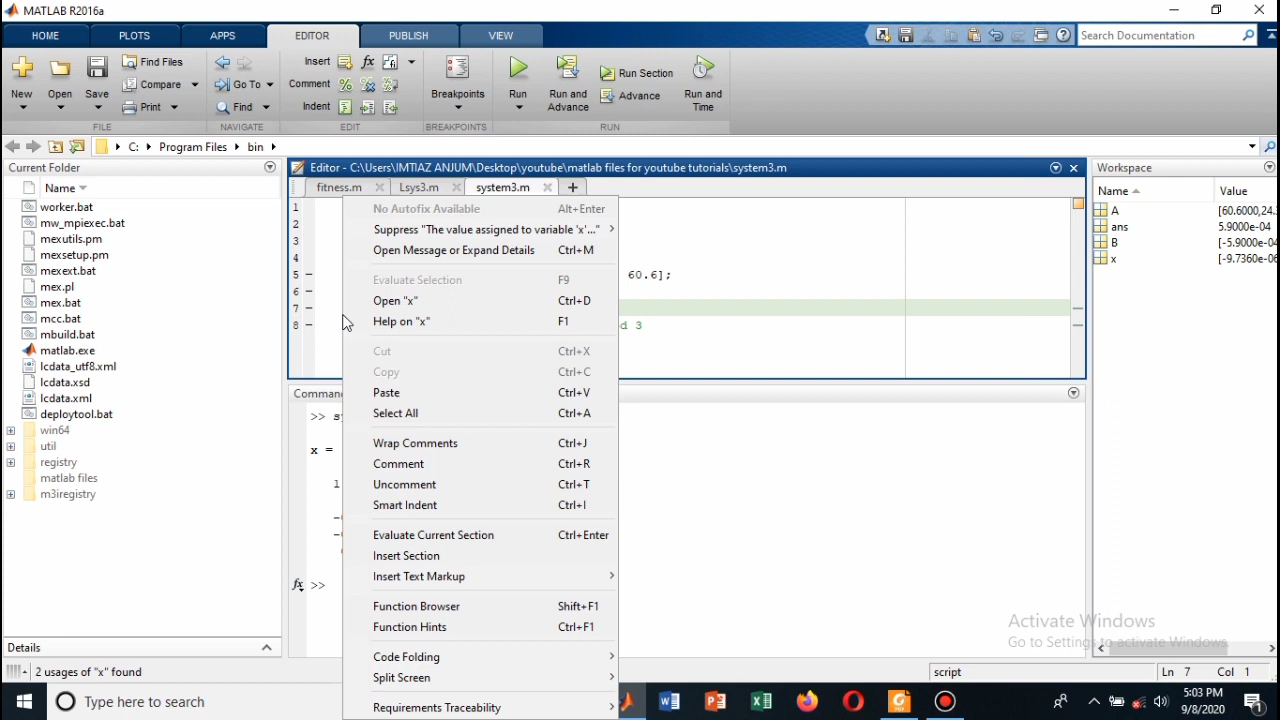 MATLAB R2016a
HOME PLOTS APPS EDITOR PUBLISH VIEW Search Documentation
New Open Save Find Files Compare Print
Go To Find
Insert Comment Indent
Breakpoints Run Run and Advance Run Section Advance Run and Time
FILE NAVIGATE EDIT BREAKPOINTS RUN
C: Program Files bin
Current Folder
Name
worker.bat
mw_mpiexec.bat
mexutils.pm
mexsetup.pm
mexext.bat
mex.pl
mex.bat
mcc.bat
mbuild.bat
matlab.exe
lcdata_utf8.xml
lcdata.xsd
lcdata.xml
deploytool.bat
win64
util
registry
matlab files
m3iregistry
Details
Editor - C:\Users\IMTIAZ ANJUM\Desktop\youtube\matlab files for youtube tutorials\system3.m
fitness.m Lsys3.m system3.m
1
2
3
4
5 - 60.6];
6 -
7 -
8 - d 3
No Autofix Available Alt+Enter
Suppress "The value assigned to variable 'x'..."
Open Message or Expand Details Ctrl+M
Evaluate Selection F9
Open "x" Ctrl+D
Help on "x" F1
Cut Ctrl+X
Copy Ctrl+C
Paste Ctrl+V
Select All Ctrl+A
Wrap Comments Ctrl+J
Comment Ctrl+R
Uncomment Ctrl+T
Smart Indent Ctrl+I
Evaluate Current Section Ctrl+Enter
Insert Section
Insert Text Markup
Function Browser Shift+F1
Function Hints Ctrl+F1
Code Folding
Split Screen
Requirements Traceability
Comman
>> s
x =
1
fx >>
Workspace
Name Value
A [60.6000,24.
ans 5.9000e-04
B [-5.9000e-0
x [-9.7360e-0
Activate Windows
Go to Settings to activate Windows.
2 usages of "x" found script Ln 7 Col 1
Type here to search
5:03 PM
9/8/2020